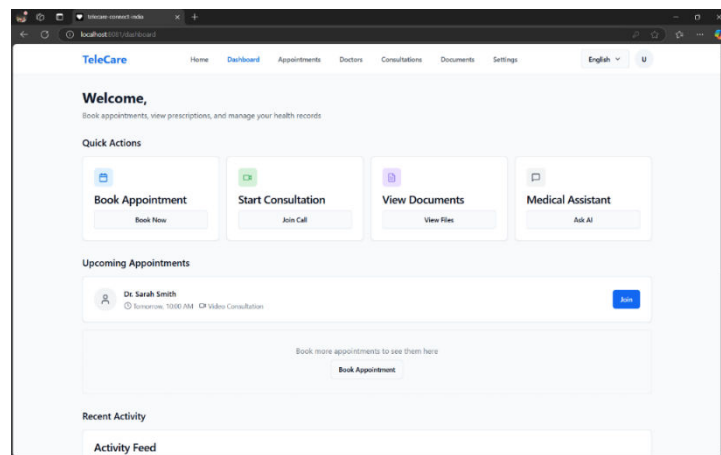 telecare-connect-india
localhost:8081/dashboard
TeleCare
Home Dashboard Appointments Doctors Consultations Documents Settings English U
Welcome,
Book appointments, view prescriptions, and manage your health records
Quick Actions
Book Appointment
Book Now
Start Consultation
Join Call
View Documents
View Files
Medical Assistant
Ask AI
Upcoming Appointments
Dr. Sarah Smith
Tomorrow, 10:00 AM Video Consultation
Join
Book more appointments to see them here
Book Appointment
Recent Activity
Activity Feed